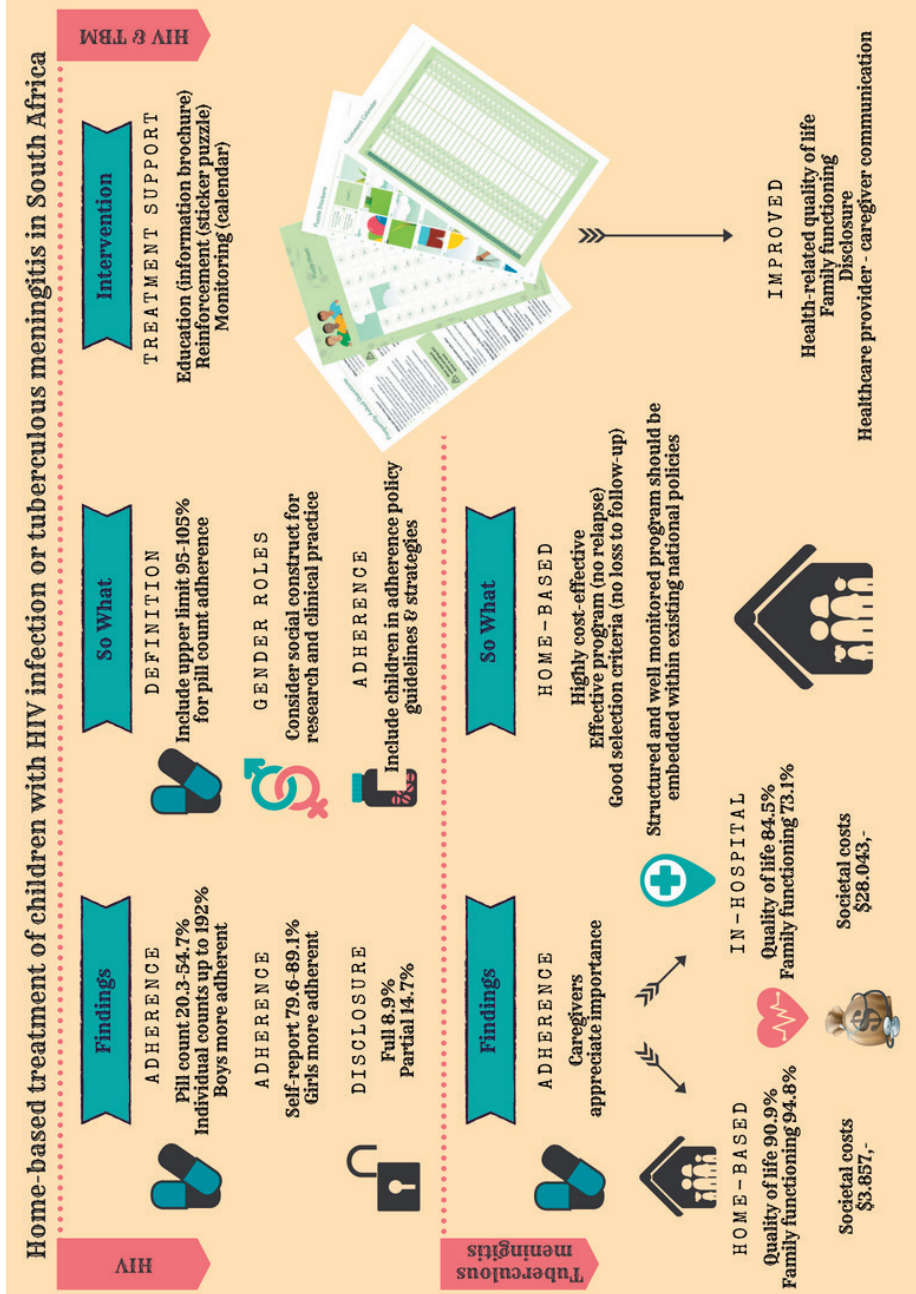 Home-based treatment of children with HIV infection or tuberculous meningitis in South Africa
HIV
Findings
ADHERENCE
Pill count 20.3-54.7%
Individual counts up to 192%
Boys more adherent
ADHERENCE
Self-report 79.6-89.1%
Girls more adherent
DISCLOSURE
Full 8.9%
Partial 14.7%
So What
DEFINITION
Include upper limit 95-105%
for pill count adherence
GENDER ROLES
Consider social construct for
research and clinical practice
ADHERENCE
Include children in adherence policy
guidelines & strategies
Tuberculous
meningitis
Findings
ADHERENCE
Caregivers
appreciate importance
HOME-BASED
Quality of life 90.9%
Family functioning 94.8%
Societal costs
$3.857,-
IN-HOSPITAL
Quality of life 84.5%
Family functioning 73.1%
Societal costs
$28.043,-
So What
HOME-BASED
Highly cost-effective
Effective program (no relapse)
Good selection criteria (no loss to follow-up)
Structured and well monitored program should be
embedded within existing national policies
HIV & TBM
Intervention
TREATMENT SUPPORT
Education (information brochure)
Reinforcement (sticker puzzle)
Monitoring (calendar)
Frequently Asked Questions
Puzzle Stickers
Treatment Calendar
IMPROVED
Health-related quality of life
Family functioning
Disclosure
Healthcare provider - caregiver communication